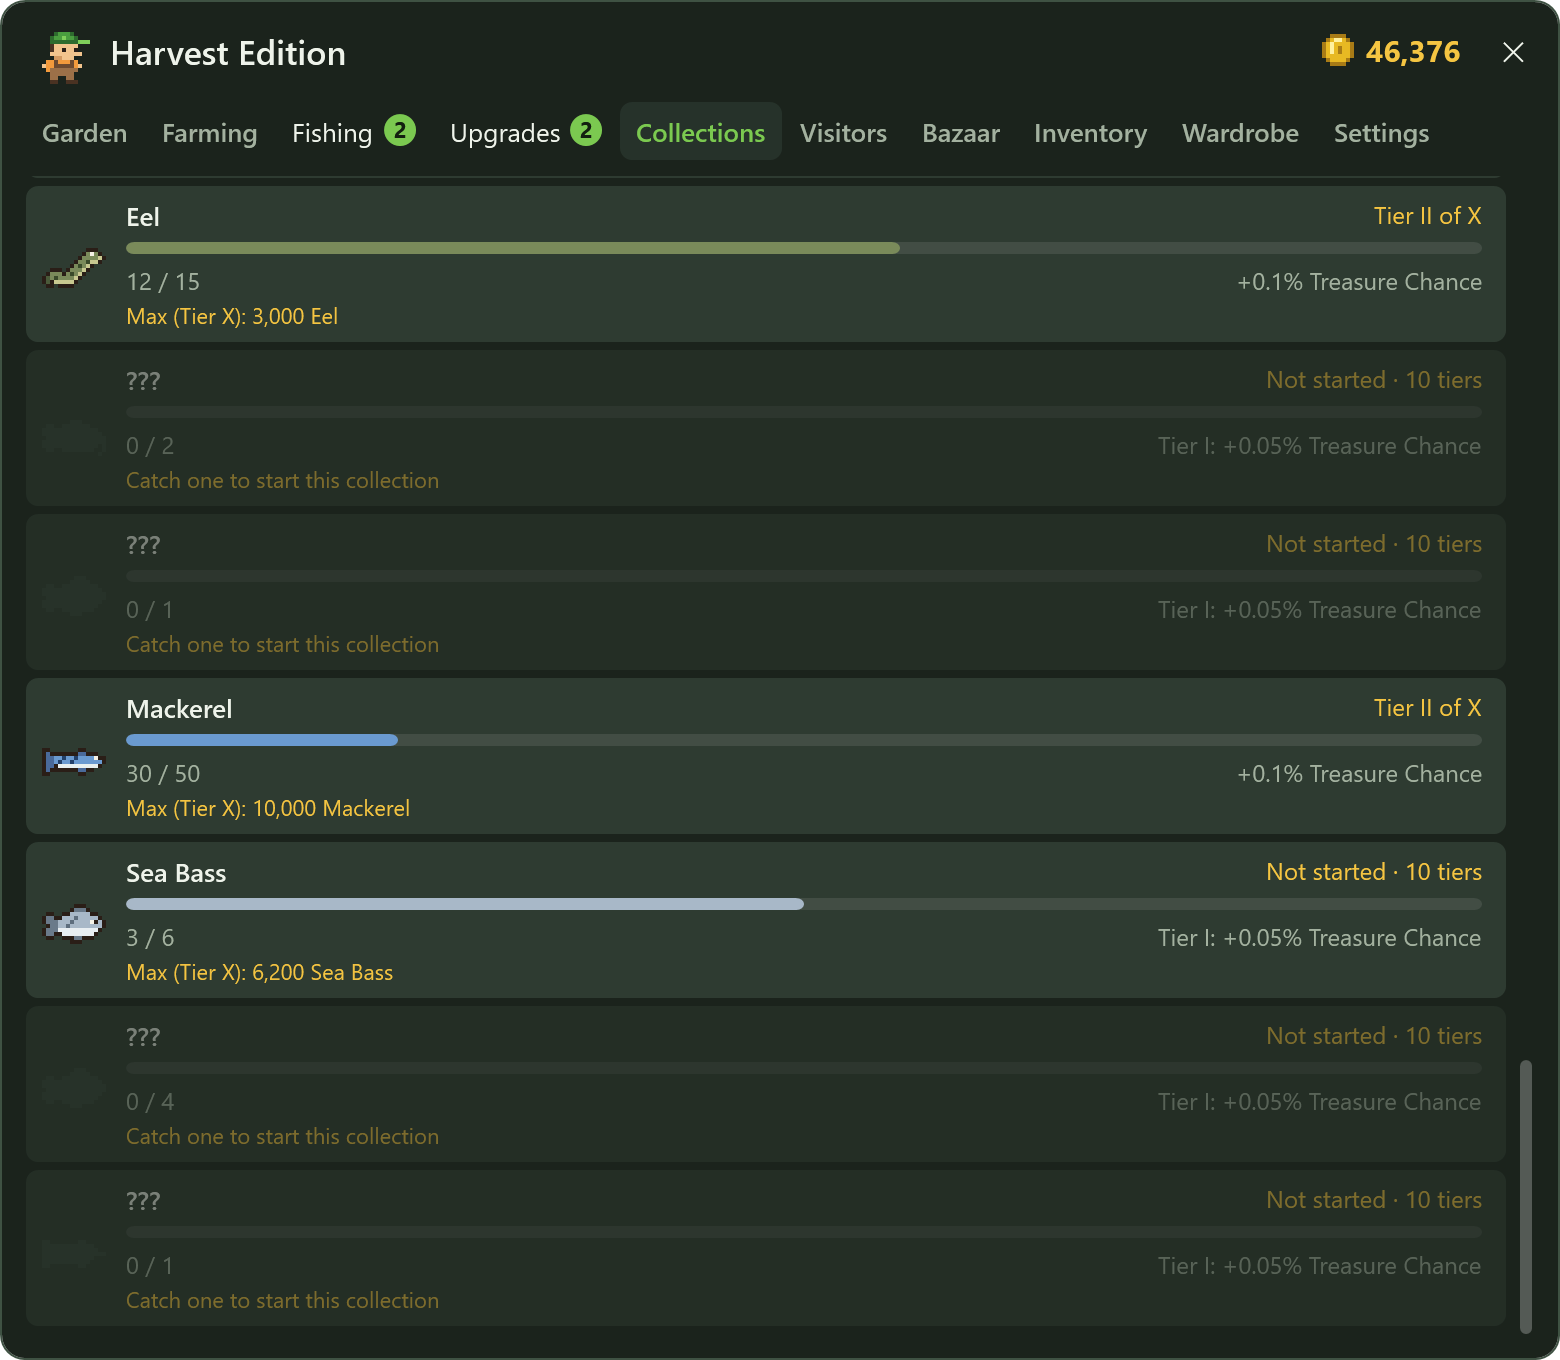 Harvest Edition
46,376
Garden Farming Fishing 2 Upgrades 2 Collections Visitors Bazaar Inventory Wardrobe Settings
Eel
Tier II of X
12 / 15
+0.1% Treasure Chance
Max (Tier X): 3,000 Eel
???
Not started · 10 tiers
0 / 2
Tier I: +0.05% Treasure Chance
Catch one to start this collection
???
Not started · 10 tiers
0 / 1
Tier I: +0.05% Treasure Chance
Catch one to start this collection
Mackerel
Tier II of X
30 / 50
+0.1% Treasure Chance
Max (Tier X): 10,000 Mackerel
Sea Bass
Not started · 10 tiers
3 / 6
Tier I: +0.05% Treasure Chance
Max (Tier X): 6,200 Sea Bass
???
Not started · 10 tiers
0 / 4
Tier I: +0.05% Treasure Chance
Catch one to start this collection
???
Not started · 10 tiers
0 / 1
Tier I: +0.05% Treasure Chance
Catch one to start this collection